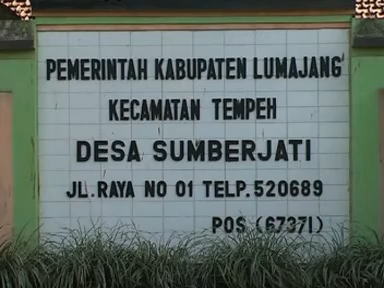 PEMERINTAH KABUPATEN LUMAJANG
KECAMATAN TEMPEH
DESA SUMBERJATI
JL.RAYA NO 01 TELP.520689
POS (67371)